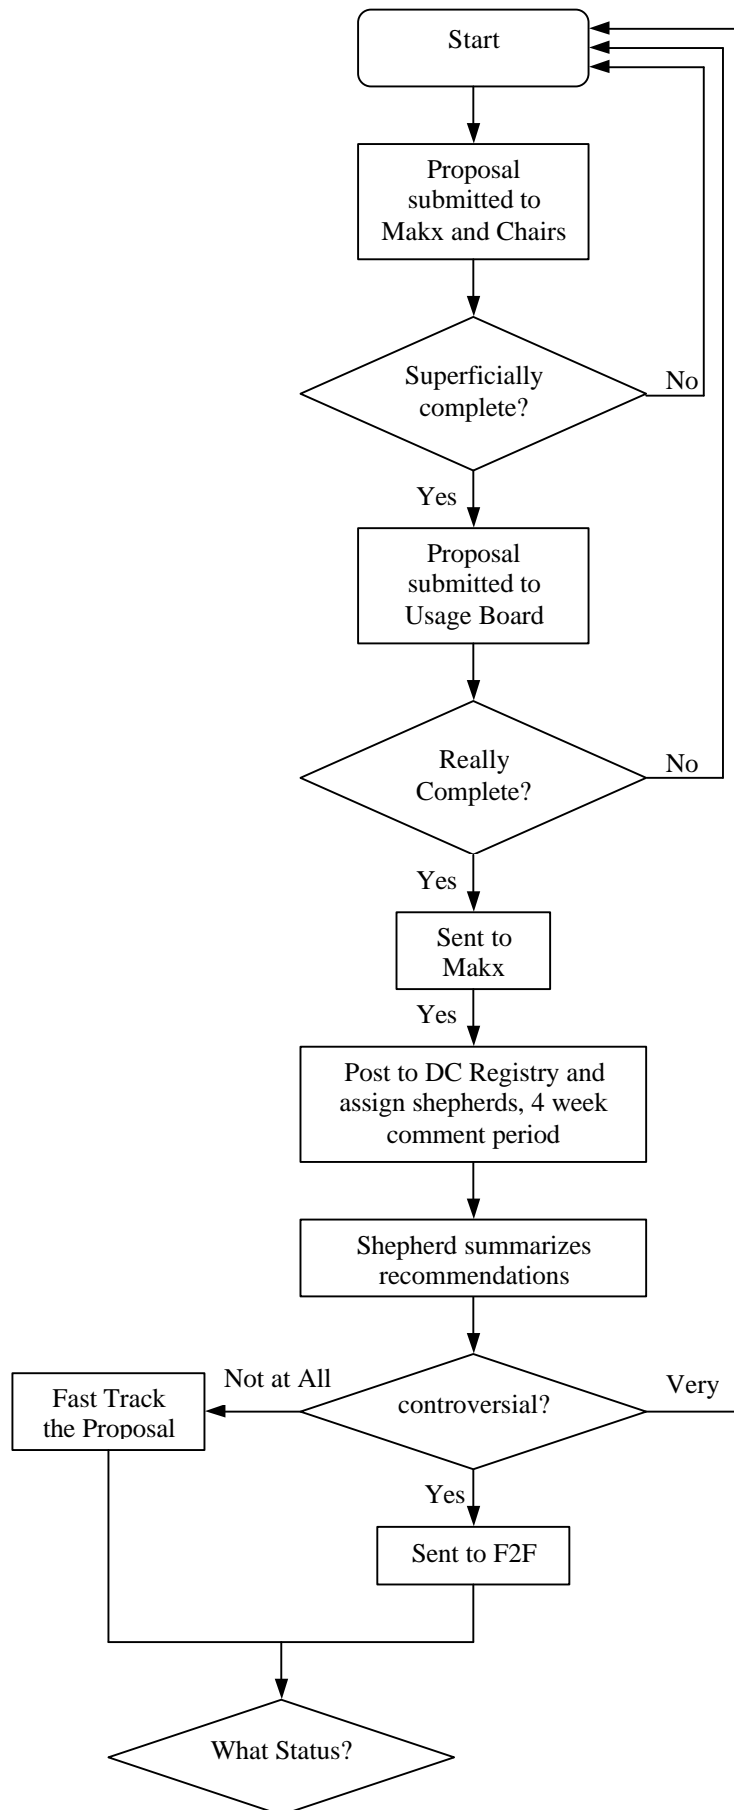 Start
Proposal
submitted to
Makx and Chairs
Superficially
complete?
No
Yes
Proposal
submitted to
Usage Board
Really
Complete?
No
Yes
Sent to
Makx
Yes
Post to DC Registry and
assign shepherds, 4 week
comment period
Shepherd summarizes
recommendations
controversial?
Not at All
Very
Fast Track
the Proposal
Yes
Sent to F2F
What Status?